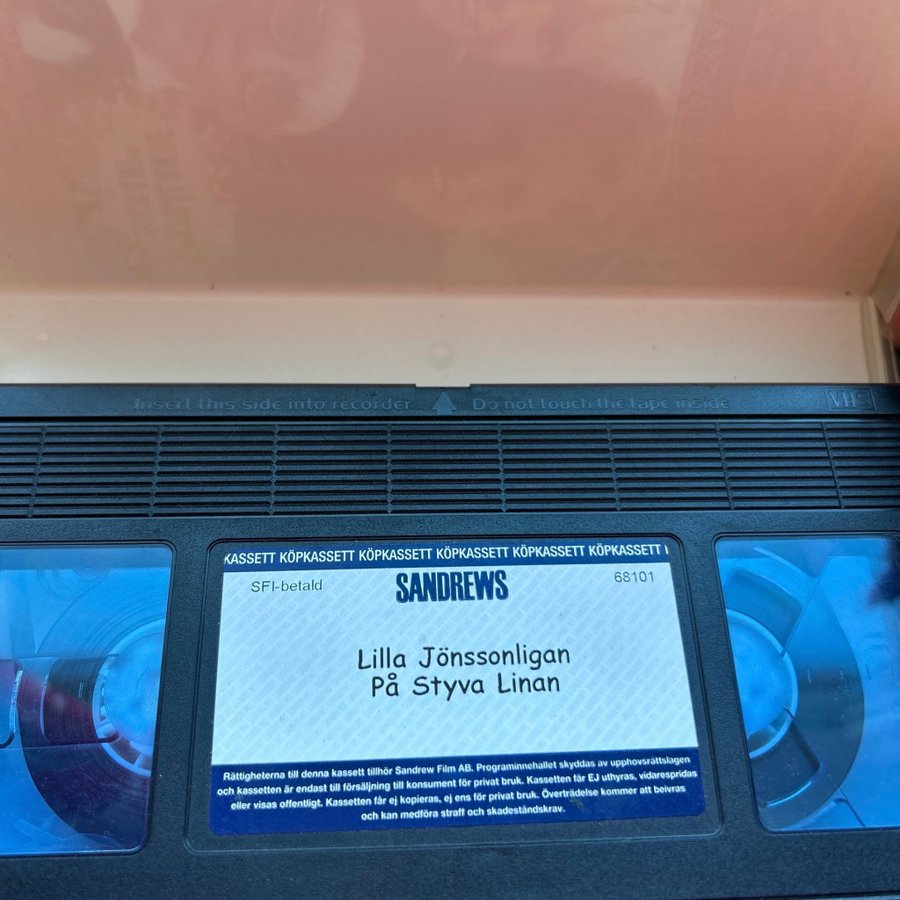 Insert this side into recorder Do not touch the tape inside VHS
KASSETT KÖPKASSETT KÖPKASSETT KÖPKASSETT KÖPKASSETT KÖPKASSETT
SFI-betald SANDREWS 68101
Lilla Jönssonligan
På Styva Linan
Rättigheterna till denna kassett tillhör Sandrew Film AB. Programinnehallet skyddas av upphovsrättslagen
och kassetten är endast till försäljning till konsument för privat bruk. Kassetten får EJ uthyras, vidarespridas
eller visas offentligt. Kassetten får ej kopieras, ej ens för privat bruk. Överträdelse kommer att beivras
och kan medföra straff och skadeståndskrav.